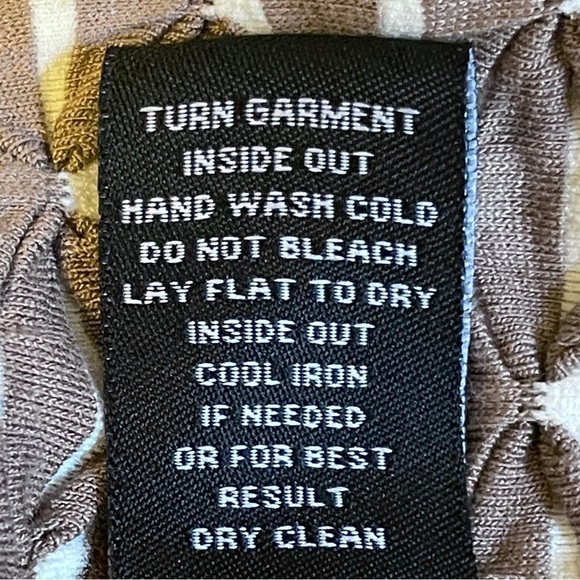 TURN GARMENT
INSIDE OUT
HAND WASH COLD
DO NOT BLEACH
LAY FLAT TO DRY
INSIDE OUT
COOL IRON
IF NEEDED
OR FOR BEST
RESULT
DRY CLEAN